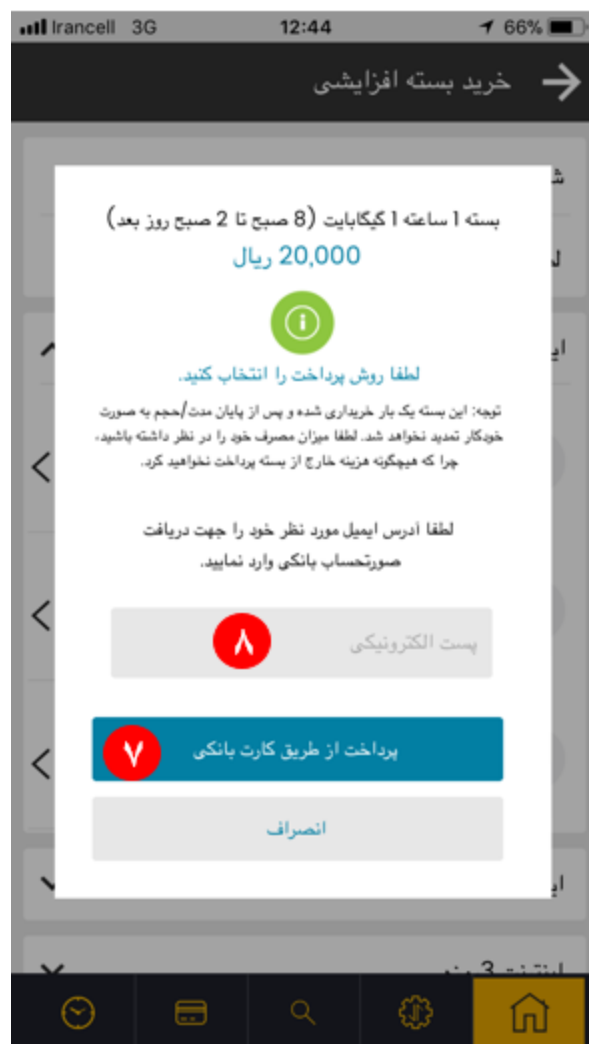 Irancell 3G 12:44 66%
خرید بسته افزایشی
بسته 1 ساعته 1 گیگابایت (8 صبح تا 2 صبح روز بعد)
20,000 ریال
لطفا روش پرداخت را انتخاب کنید.
توجه: این بسته یک بار خریداری شده و پس از پایان مدت/حجم به صورت
خودکار تمدید نخواهد شد. لطفا میزان مصرف خود را در نظر داشته باشید،
چرا که هیچگونه هزینه خارج از بسته پرداخت نخواهید کرد.
لطفا آدرس ایمیل مورد نظر خود را جهت دریافت
صورتحساب بانکی وارد نمایید.
پست الکترونیکی ۸
پرداخت از طریق کارت بانکی ۷
انصراف
اینترنت 3